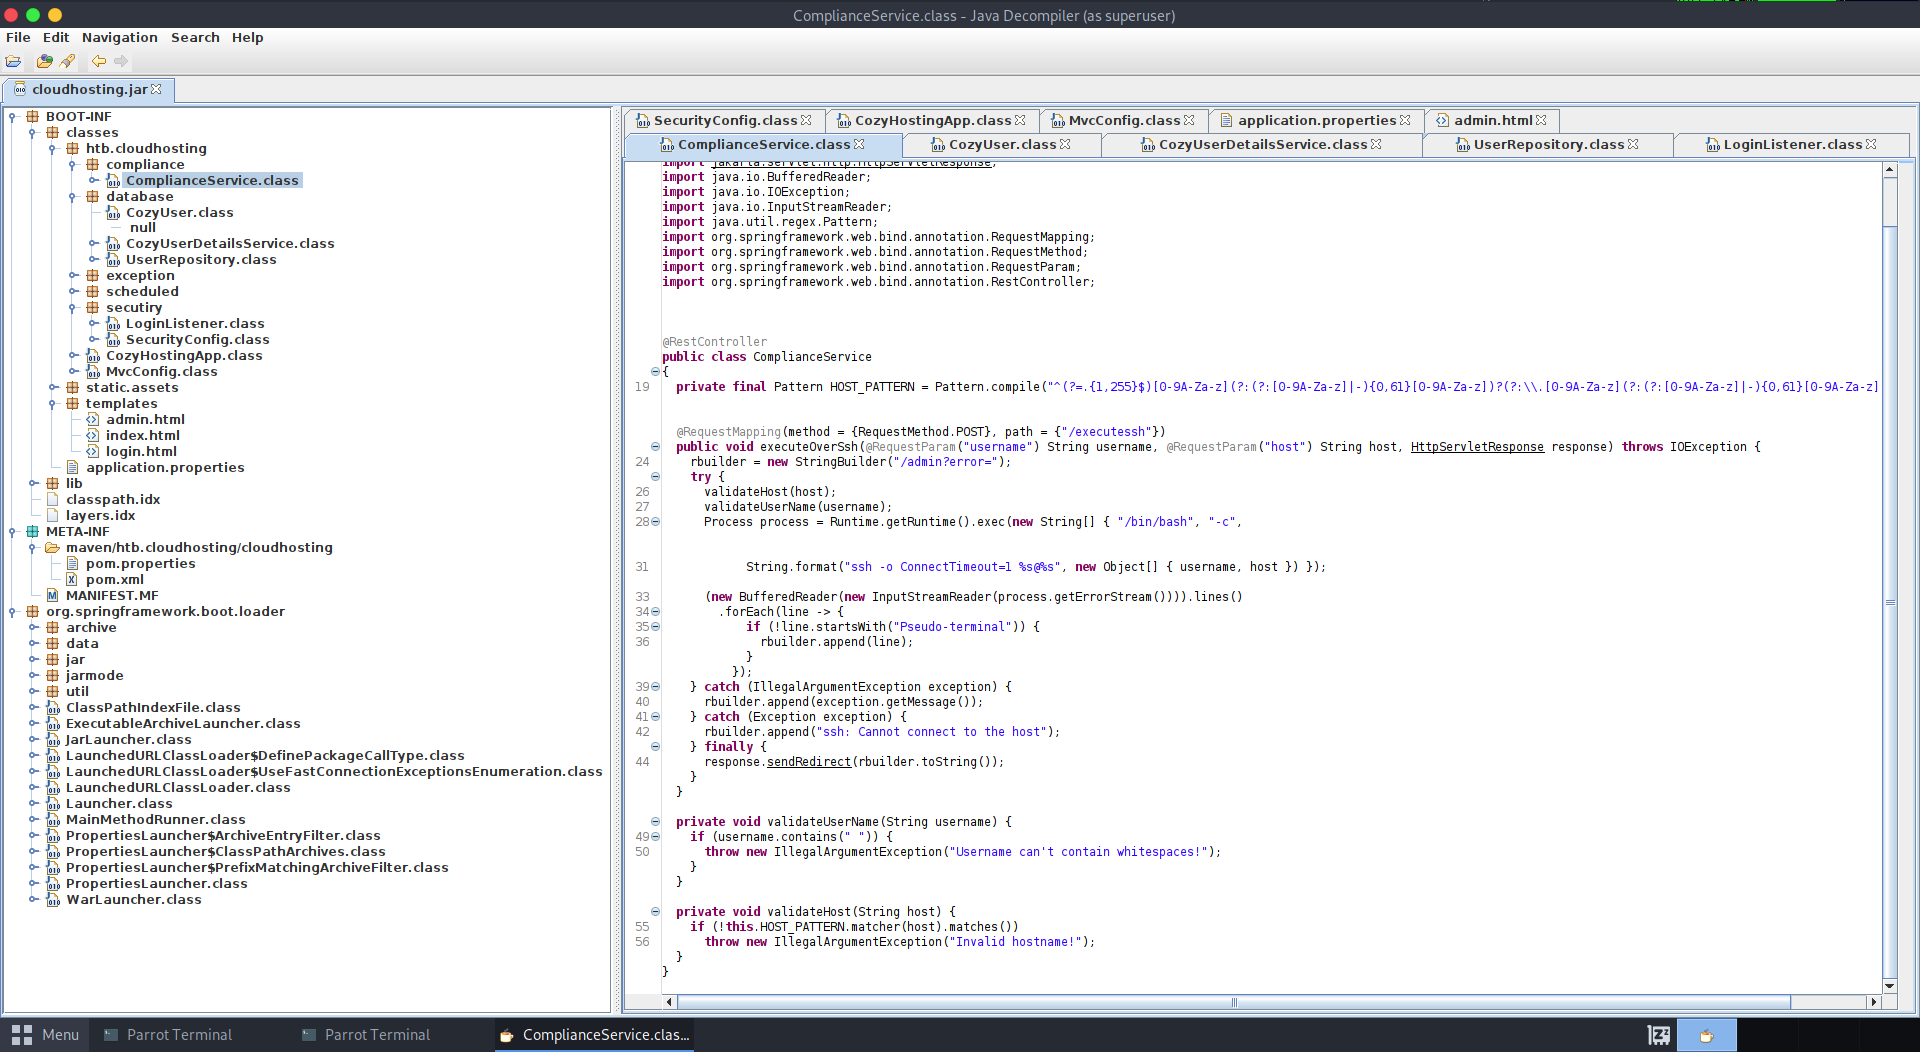 ComplianceService.class - Java Decompiler (as superuser)
File Edit Navigation Search Help
cloudhosting.jar
BOOT-INF
classes
htb.cloudhosting
compliance
ComplianceService.class
database
CozyUser.class
null
CozyUserDetailsService.class
UserRepository.class
exception
scheduled
secutiry
LoginListener.class
SecurityConfig.class
CozyHostingApp.class
MvcConfig.class
static.assets
templates
admin.html
index.html
login.html
application.properties
lib
classpath.idx
layers.idx
META-INF
maven/htb.cloudhosting/cloudhosting
pom.properties
pom.xml
MANIFEST.MF
org.springframework.boot.loader
archive
data
jar
jarmode
util
ClassPathIndexFile.class
ExecutableArchiveLauncher.class
JarLauncher.class
LaunchedURLClassLoader$DefinePackageCallType.class
LaunchedURLClassLoader$UseFastConnectionExceptionsEnumeration.class
LaunchedURLClassLoader.class
Launcher.class
MainMethodRunner.class
PropertiesLauncher$ArchiveEntryFilter.class
PropertiesLauncher$ClassPathArchives.class
PropertiesLauncher$PrefixMatchingArchiveFilter.class
PropertiesLauncher.class
WarLauncher.class
SecurityConfig.class CozyHostingApp.class MvcConfig.class application.properties admin.html
ComplianceService.class CozyUser.class CozyUserDetailsService.class UserRepository.class LoginListener.class
import jakarta.servlet.http.HttpServletResponse;
import java.io.BufferedReader;
import java.io.IOException;
import java.io.InputStreamReader;
import java.util.regex.Pattern;
import org.springframework.web.bind.annotation.RequestMapping;
import org.springframework.web.bind.annotation.RequestMethod;
import org.springframework.web.bind.annotation.RequestParam;
import org.springframework.web.bind.annotation.RestController;
@RestController
public class ComplianceService
{
19 private final Pattern HOST_PATTERN = Pattern.compile("^(?=.{1,255}$)[0-9A-Za-z](?:(?:[0-9A-Za-z]|-){0,61}[0-9A-Za-z])?(?:\\.[0-9A-Za-z](?:(?:[0-9A-Za-z]|-){0,61}[0-9A-Za-z]
@RequestMapping(method = {RequestMethod.POST}, path = {"/executessh"})
public void executeOverSsh(@RequestParam("username") String username, @RequestParam("host") String host, HttpServletResponse response) throws IOException {
24 rbuilder = new StringBuilder("/admin?error=");
try {
26 validateHost(host);
27 validateUserName(username);
28 Process process = Runtime.getRuntime().exec(new String[] { "/bin/bash", "-c",
31 String.format("ssh -o ConnectTimeout=1 %s@%s", new Object[] { username, host }) });
33 (new BufferedReader(new InputStreamReader(process.getErrorStream()))).lines()
34 .forEach(line -> {
35 if (!line.startsWith("Pseudo-terminal")) {
36 rbuilder.append(line);
}
});
39 } catch (IllegalArgumentException exception) {
40 rbuilder.append(exception.getMessage());
41 } catch (Exception exception) {
42 rbuilder.append("ssh: Cannot connect to the host");
} finally {
44 response.sendRedirect(rbuilder.toString());
}
}
private void validateUserName(String username) {
49 if (username.contains(" ")) {
50 throw new IllegalArgumentException("Username can't contain whitespaces!");
}
}
private void validateHost(String host) {
55 if (!this.HOST_PATTERN.matcher(host).matches())
56 throw new IllegalArgumentException("Invalid hostname!");
}
}
Menu Parrot Terminal Parrot Terminal ComplianceService.clas...